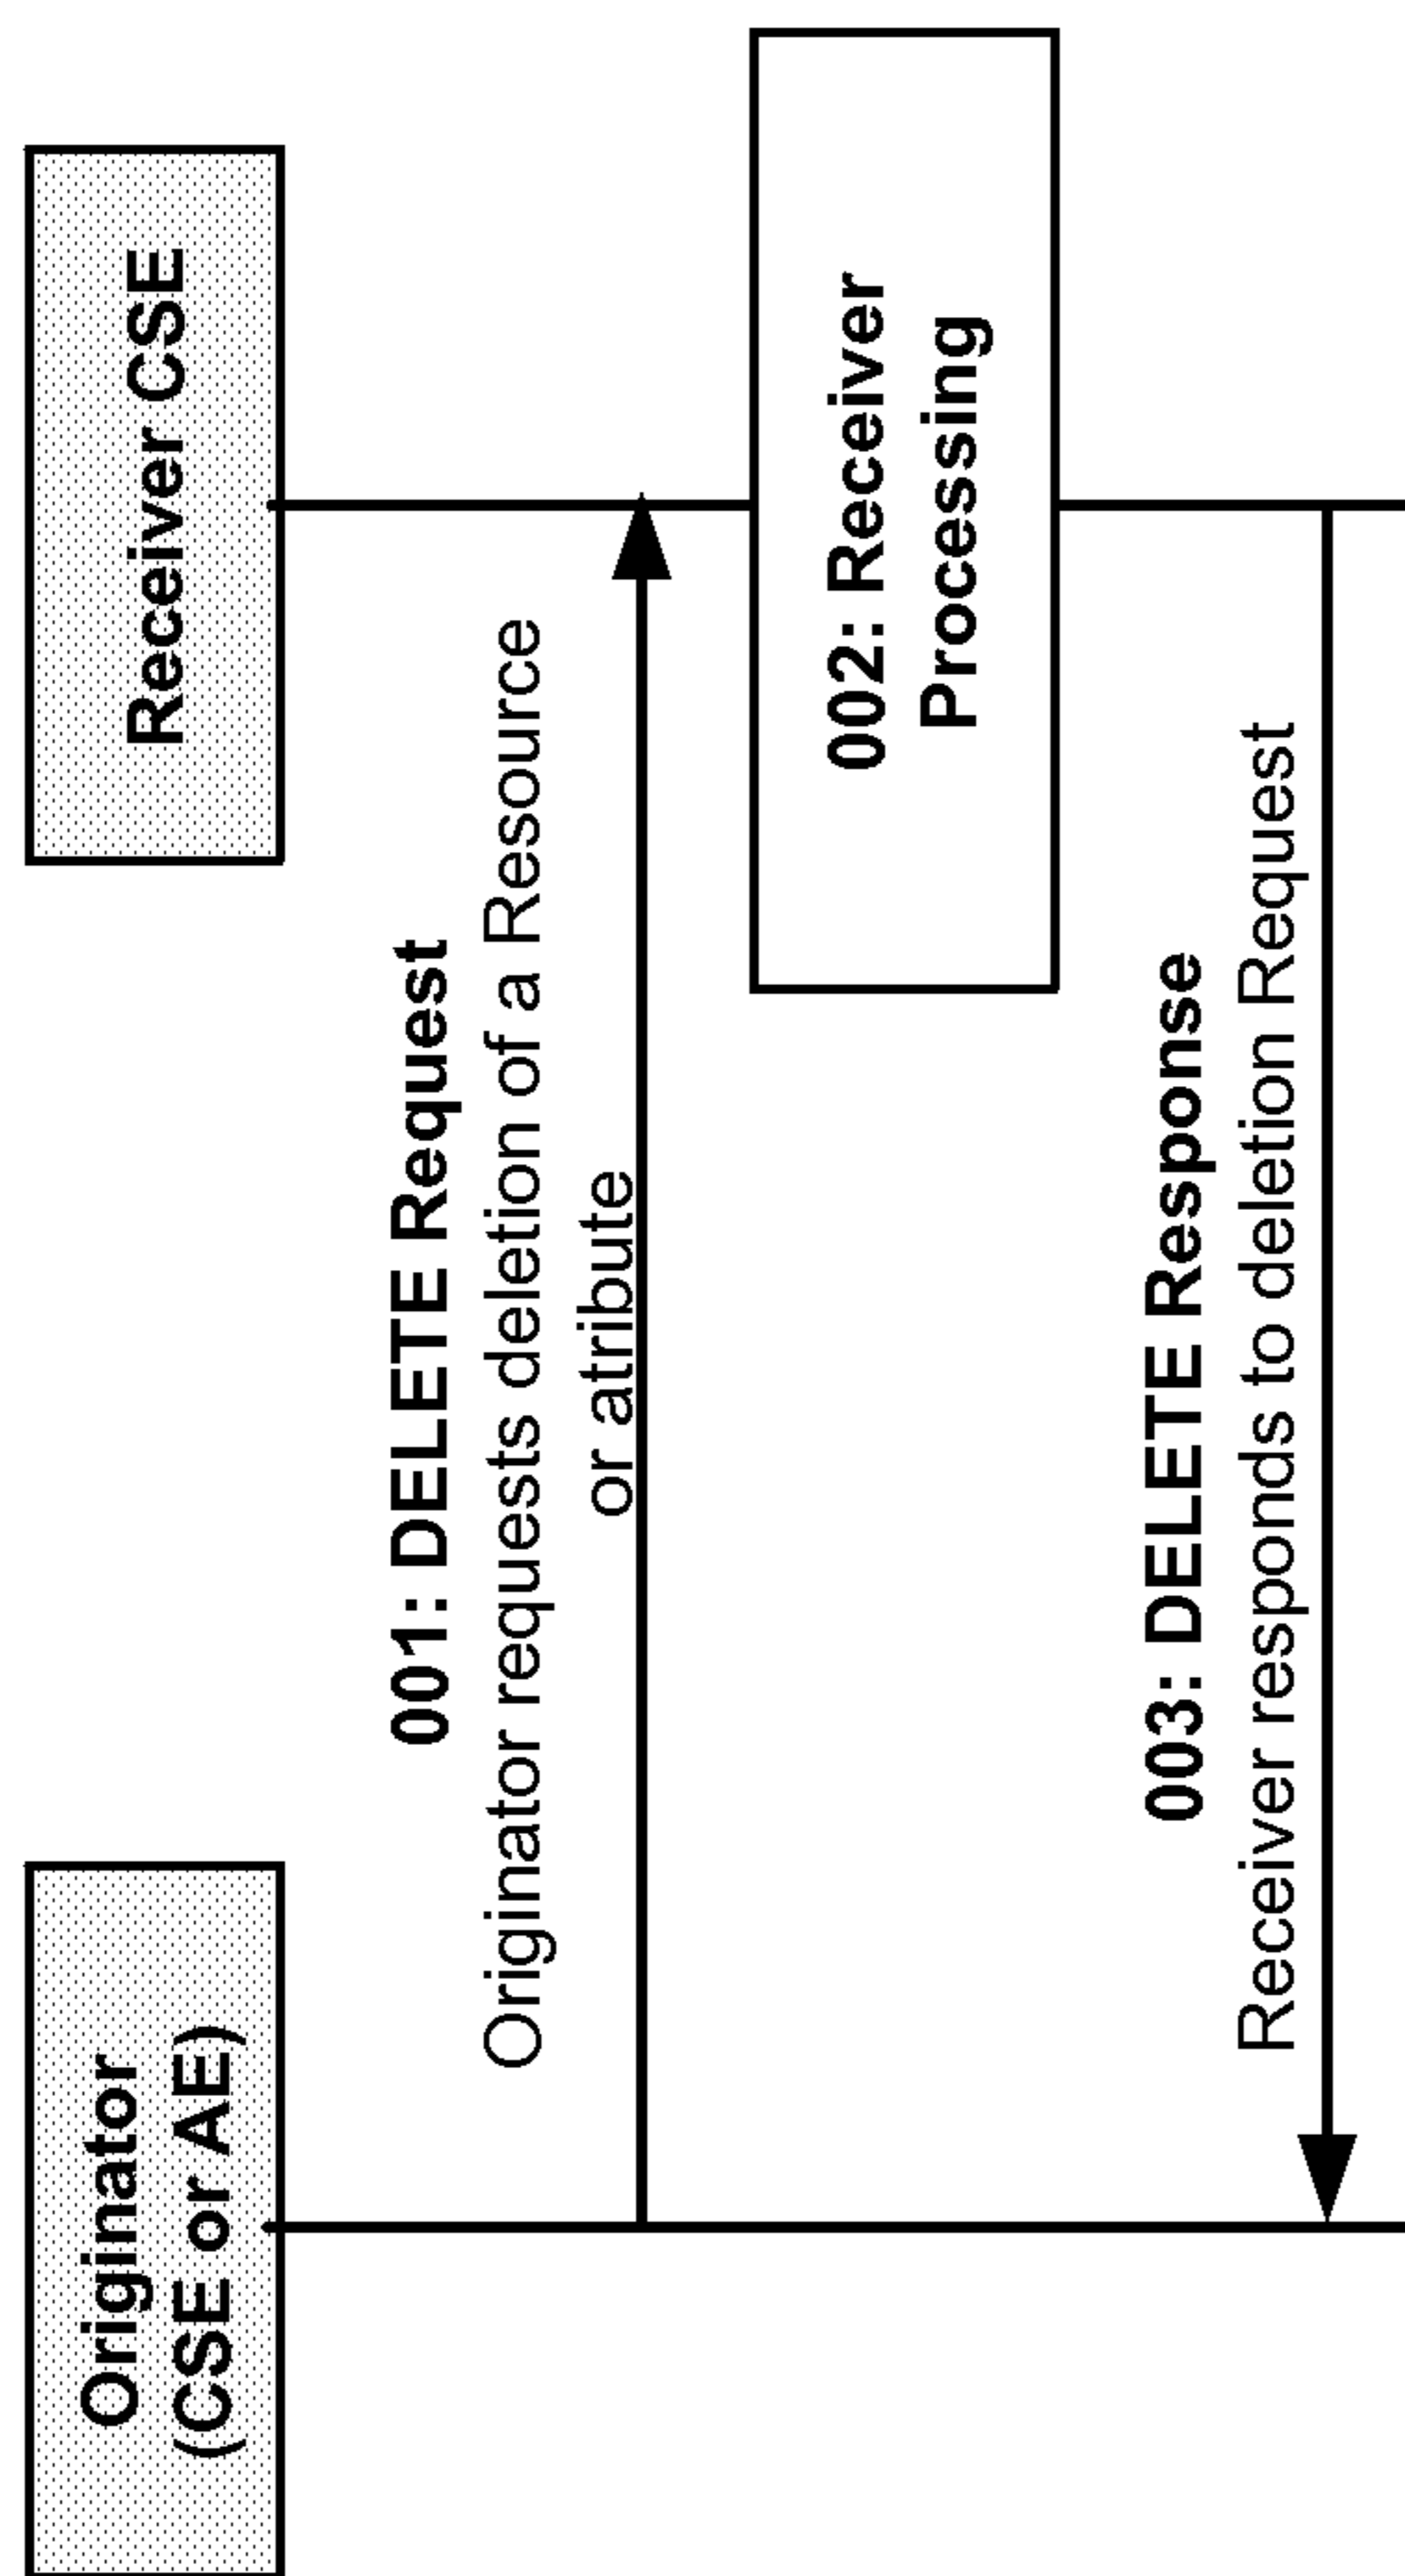 Originator
(CSE or AE)
Receiver CSE
001: DELETE Request
Originator requests deletion of a Resource
or atribute
002: Receiver
Processing
003: DELETE Response
Receiver responds to deletion Request